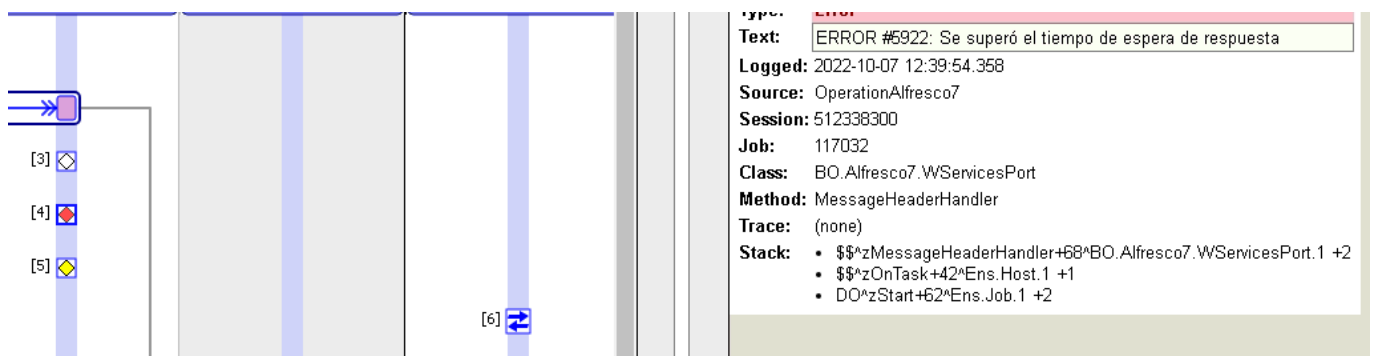 Type: Error
Text: ERROR #5922: Se superó el tiempo de espera de respuesta
Logged: 2022-10-07 12:39:54.358
Source: OperationAlfresco7
Session: 512338300
Job: 117032
Class: BO.Alfresco7.WServicesPort
Method: MessageHeaderHandler
Trace: (none)
Stack: • $$^zMessageHeaderHandler+68^BO.Alfresco7.WServicesPort.1 +2
• $$^zOnTask+42^Ens.Host.1 +1
• DO^zStart+62^Ens.Job.1 +2
[3]
[4]
[5]
[6]